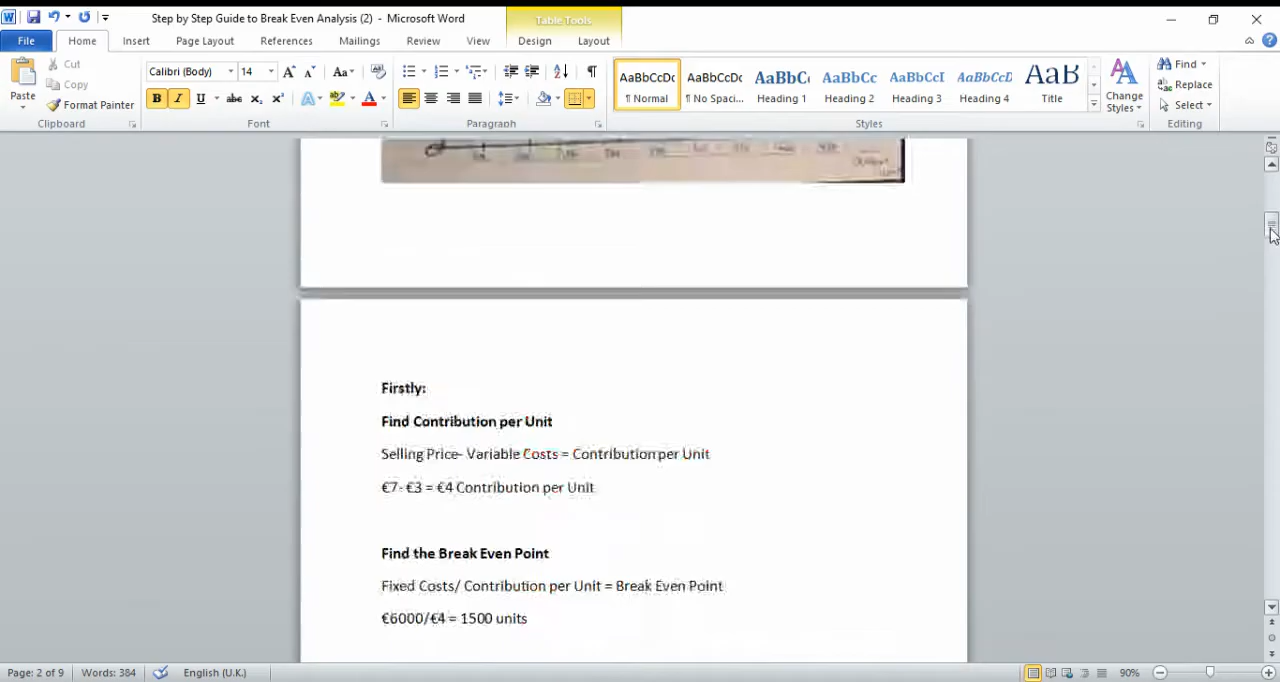 Step by Step Guide to Break Even Analysis (2) - Microsoft Word
Table Tools
File Home Insert Page Layout References Mailings Review View Design Layout
Paste
Cut
Copy
Format Painter
Clipboard
Calibri (Body) 14
Font
Paragraph
AaBbCcDc AaBbCcDc AaBbC AaBbCc AaBbCcI AaBbCcD AaB
¶ Normal ¶ No Spaci... Heading 1 Heading 2 Heading 3 Heading 4 Title
Styles
Change Styles
Find
Replace
Select
Editing
Firstly:
Find Contribution per Unit
Selling Price- Variable Costs = Contribution per Unit
€7- €3 = €4 Contribution per Unit
Find the Break Even Point
Fixed Costs/ Contribution per Unit = Break Even Point
€6000/€4 = 1500 units
Page: 2 of 9 Words: 384 English (U.K.) 90%